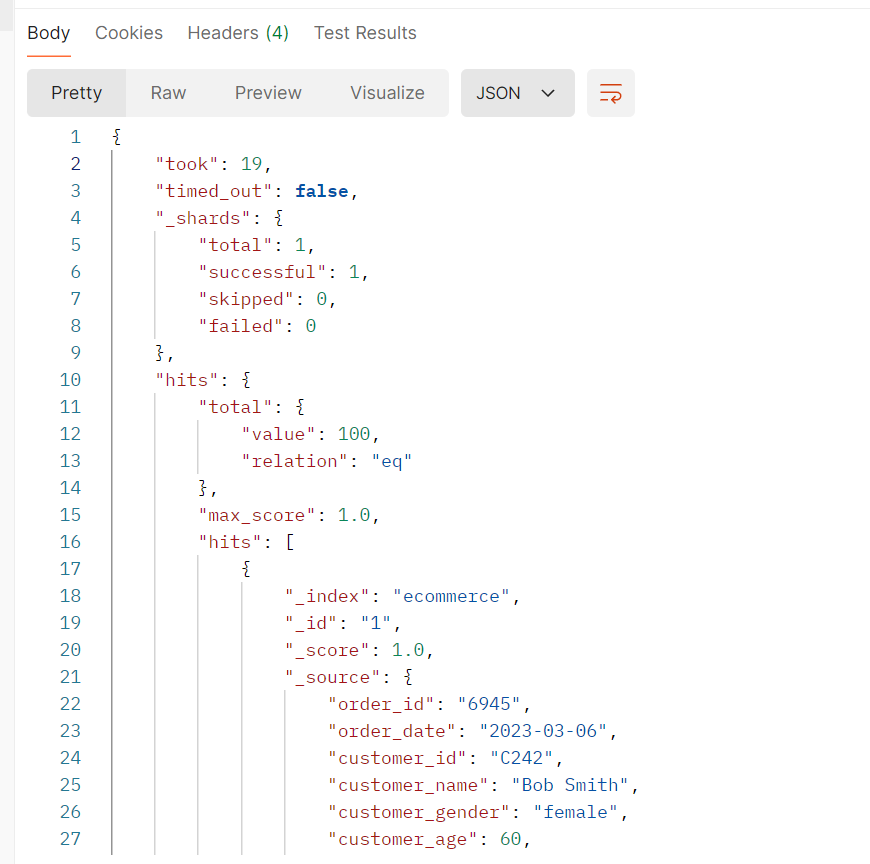 Body Cookies Headers (4) Test Results
Pretty Raw Preview Visualize JSON
1 {
2 "took": 19,
3 "timed_out": false,
4 "_shards": {
5 "total": 1,
6 "successful": 1,
7 "skipped": 0,
8 "failed": 0
9 },
10 "hits": {
11 "total": {
12 "value": 100,
13 "relation": "eq"
14 },
15 "max_score": 1.0,
16 "hits": [
17 {
18 "_index": "ecommerce",
19 "_id": "1",
20 "_score": 1.0,
21 "_source": {
22 "order_id": "6945",
23 "order_date": "2023-03-06",
24 "customer_id": "C242",
25 "customer_name": "Bob Smith",
26 "customer_gender": "female",
27 "customer_age": 60,